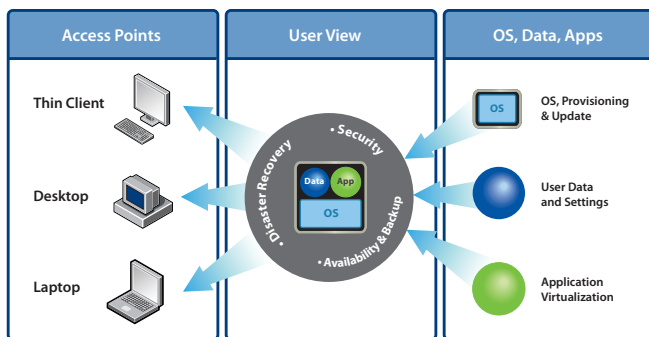 Access Points
User View
OS, Data, Apps
Thin Client
Desktop
Laptop
• Disaster Recovery
• Security
• Availability & Backup
Data
App
OS
OS
OS, Provisioning
& Update
User Data
and Settings
Application
Virtualization